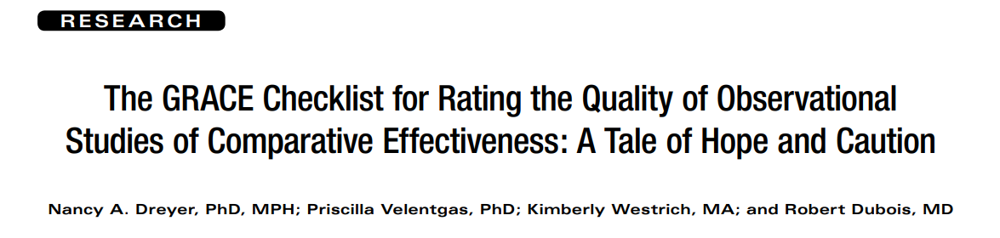 RESEARCH
The GRACE Checklist for Rating the Quality of Observational
Studies of Comparative Effectiveness: A Tale of Hope and Caution
Nancy A. Dreyer, PhD, MPH; Priscilla Velentgas, PhD; Kimberly Westrich, MA; and Robert Dubois, MD